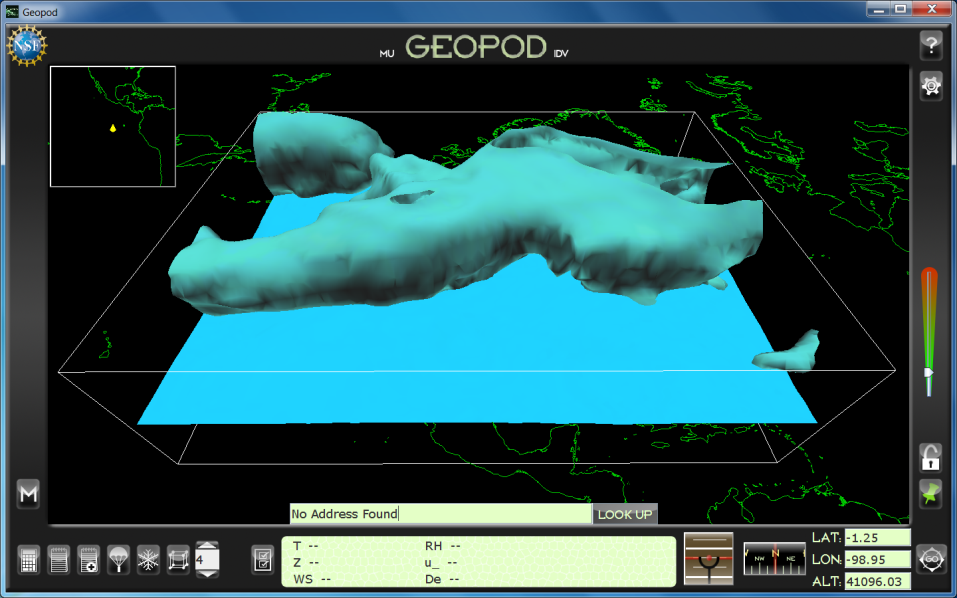 Geopod
NSF
MU GEOPOD IDV
?
M
No Address Found
LOOK UP
4
T -- RH --
Z -- u_ --
WS -- De --
NW N NE
LAT: -1.25
LON: -98.95
ALT: 41096.03
GO